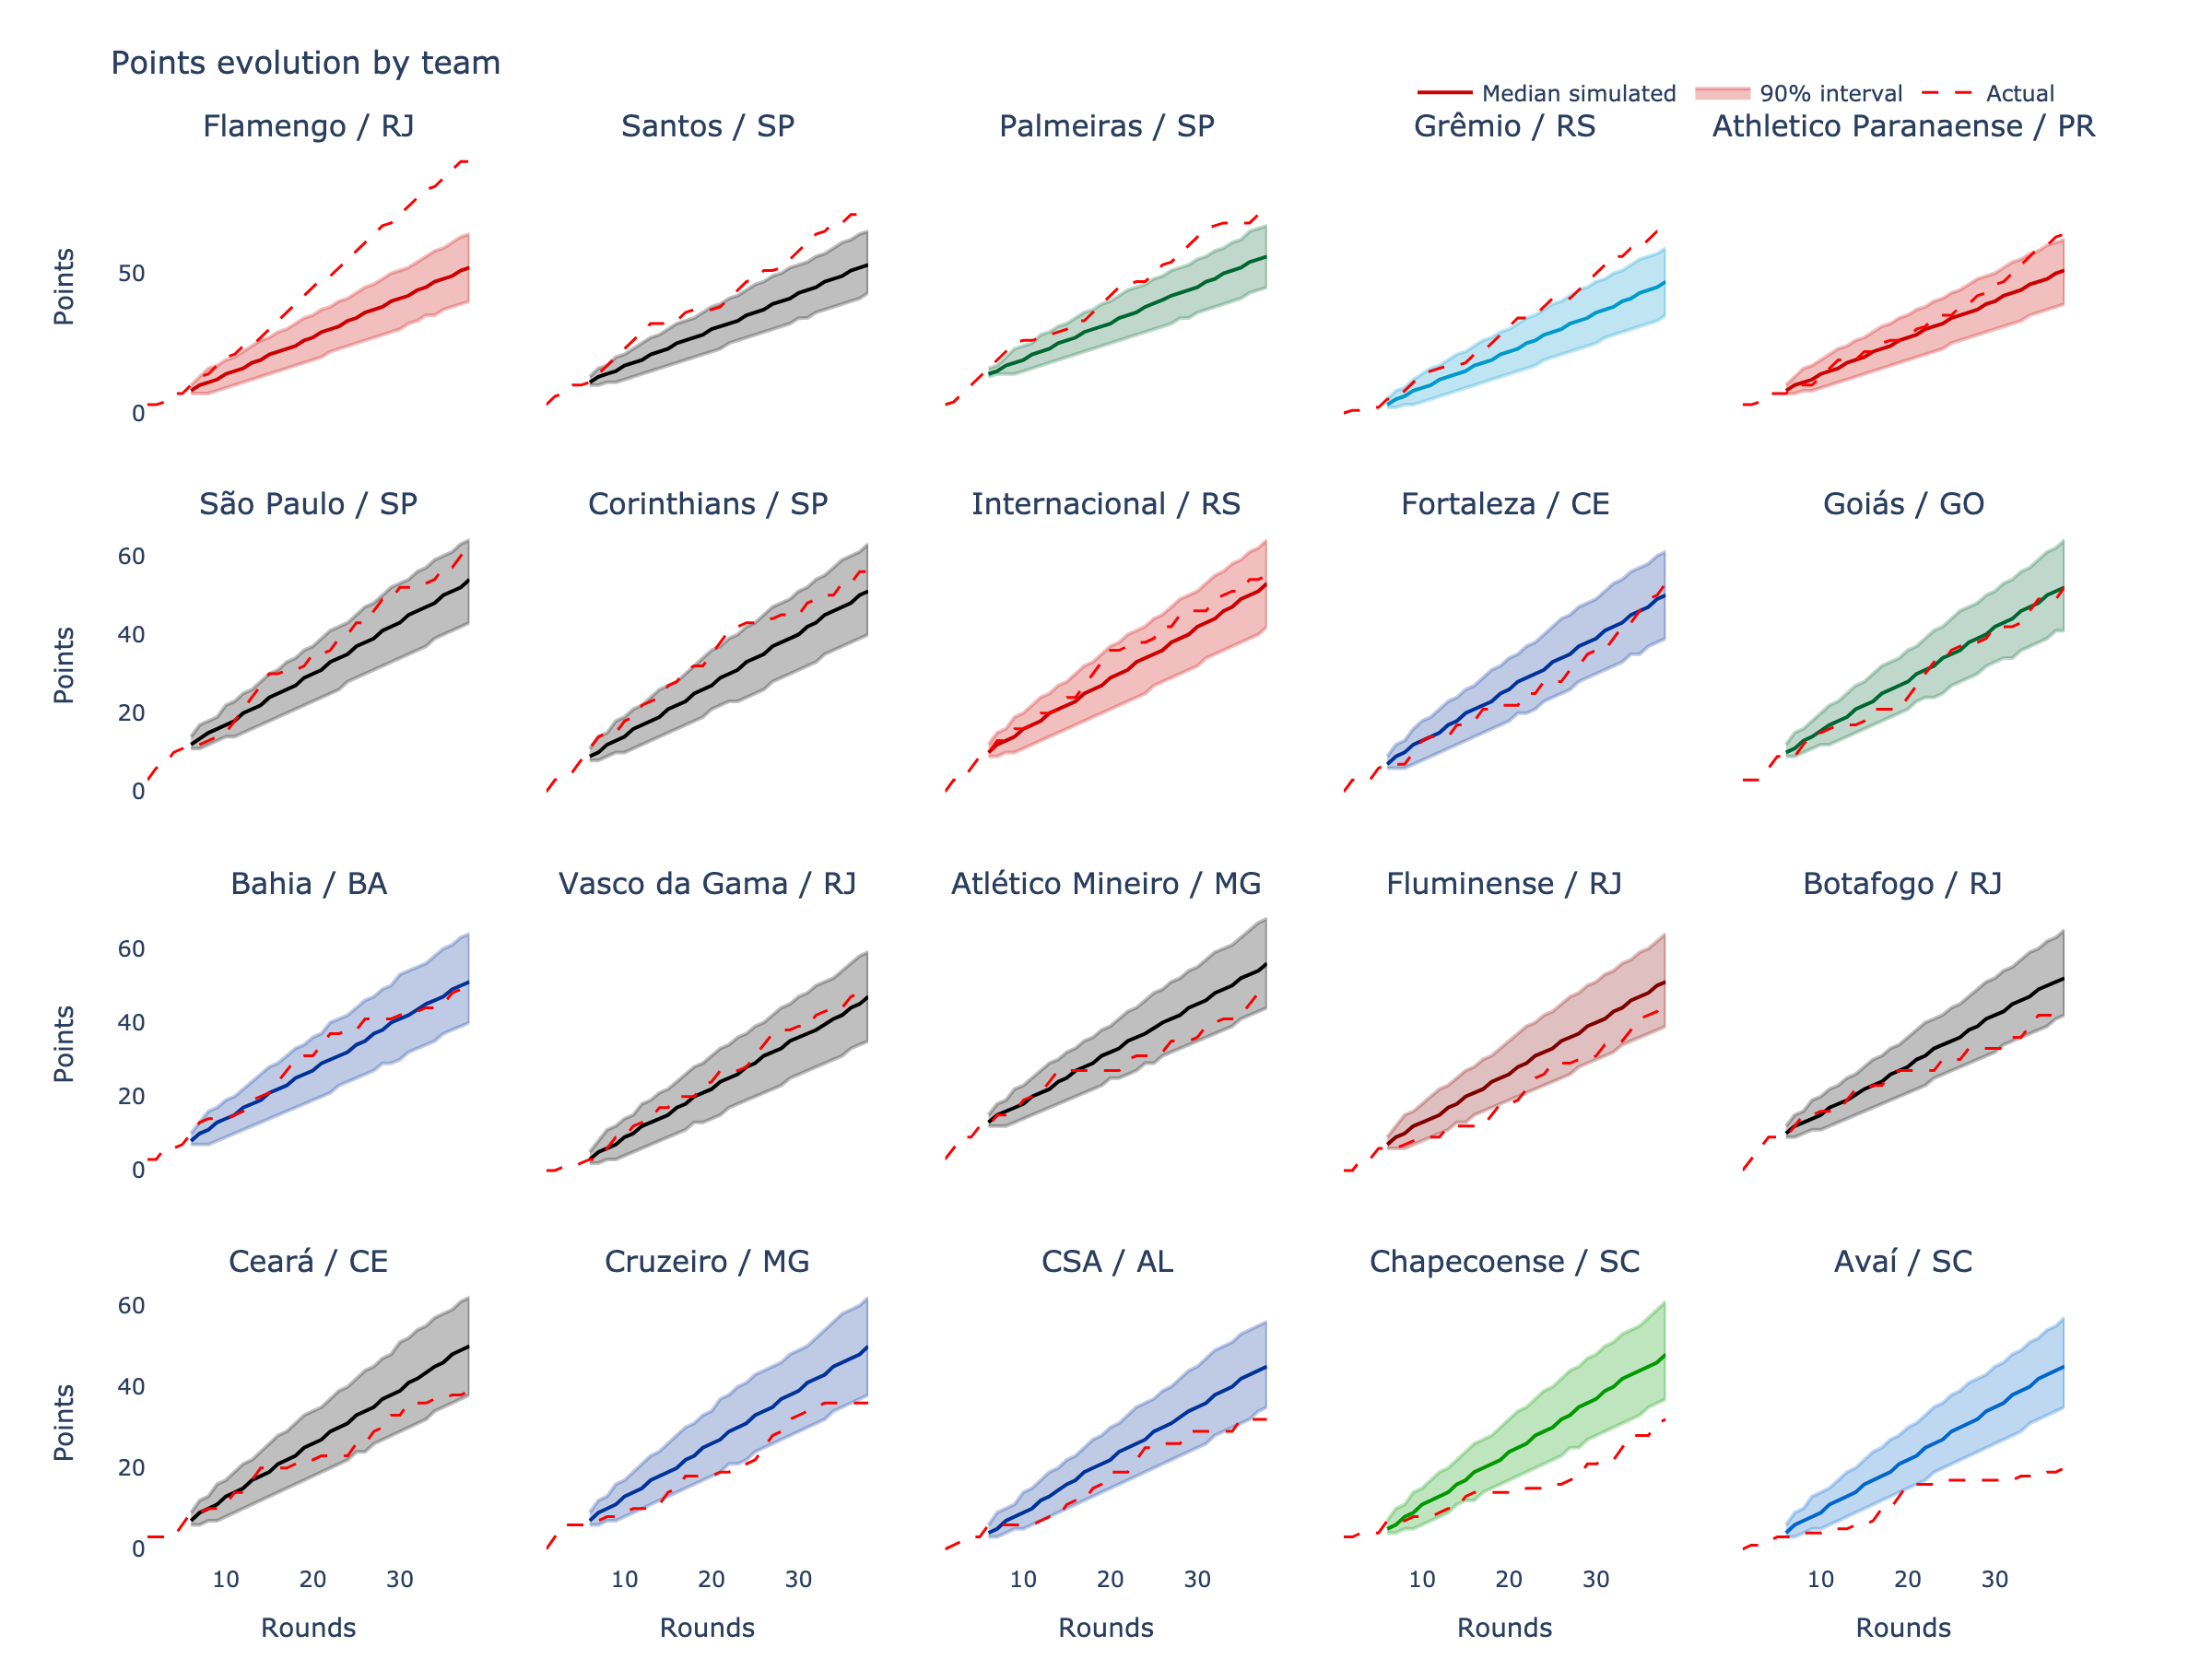 Points evolution by team
Median simulated 90% interval Actual
Flamengo / RJ Santos / SP Palmeiras / SP Grêmio / RS Athletico Paranaense / PR
Points
50
0
São Paulo / SP Corinthians / SP Internacional / RS Fortaleza / CE Goiás / GO
Points
60
40
20
0
Bahia / BA Vasco da Gama / RJ Atlético Mineiro / MG Fluminense / RJ Botafogo / RJ
Points
60
40
20
0
Ceará / CE Cruzeiro / MG CSA / AL Chapecoense / SC Avaí / SC
Points
60
40
20
0
10 20 30 10 20 30 10 20 30 10 20 30 10 20 30
Rounds Rounds Rounds Rounds Rounds